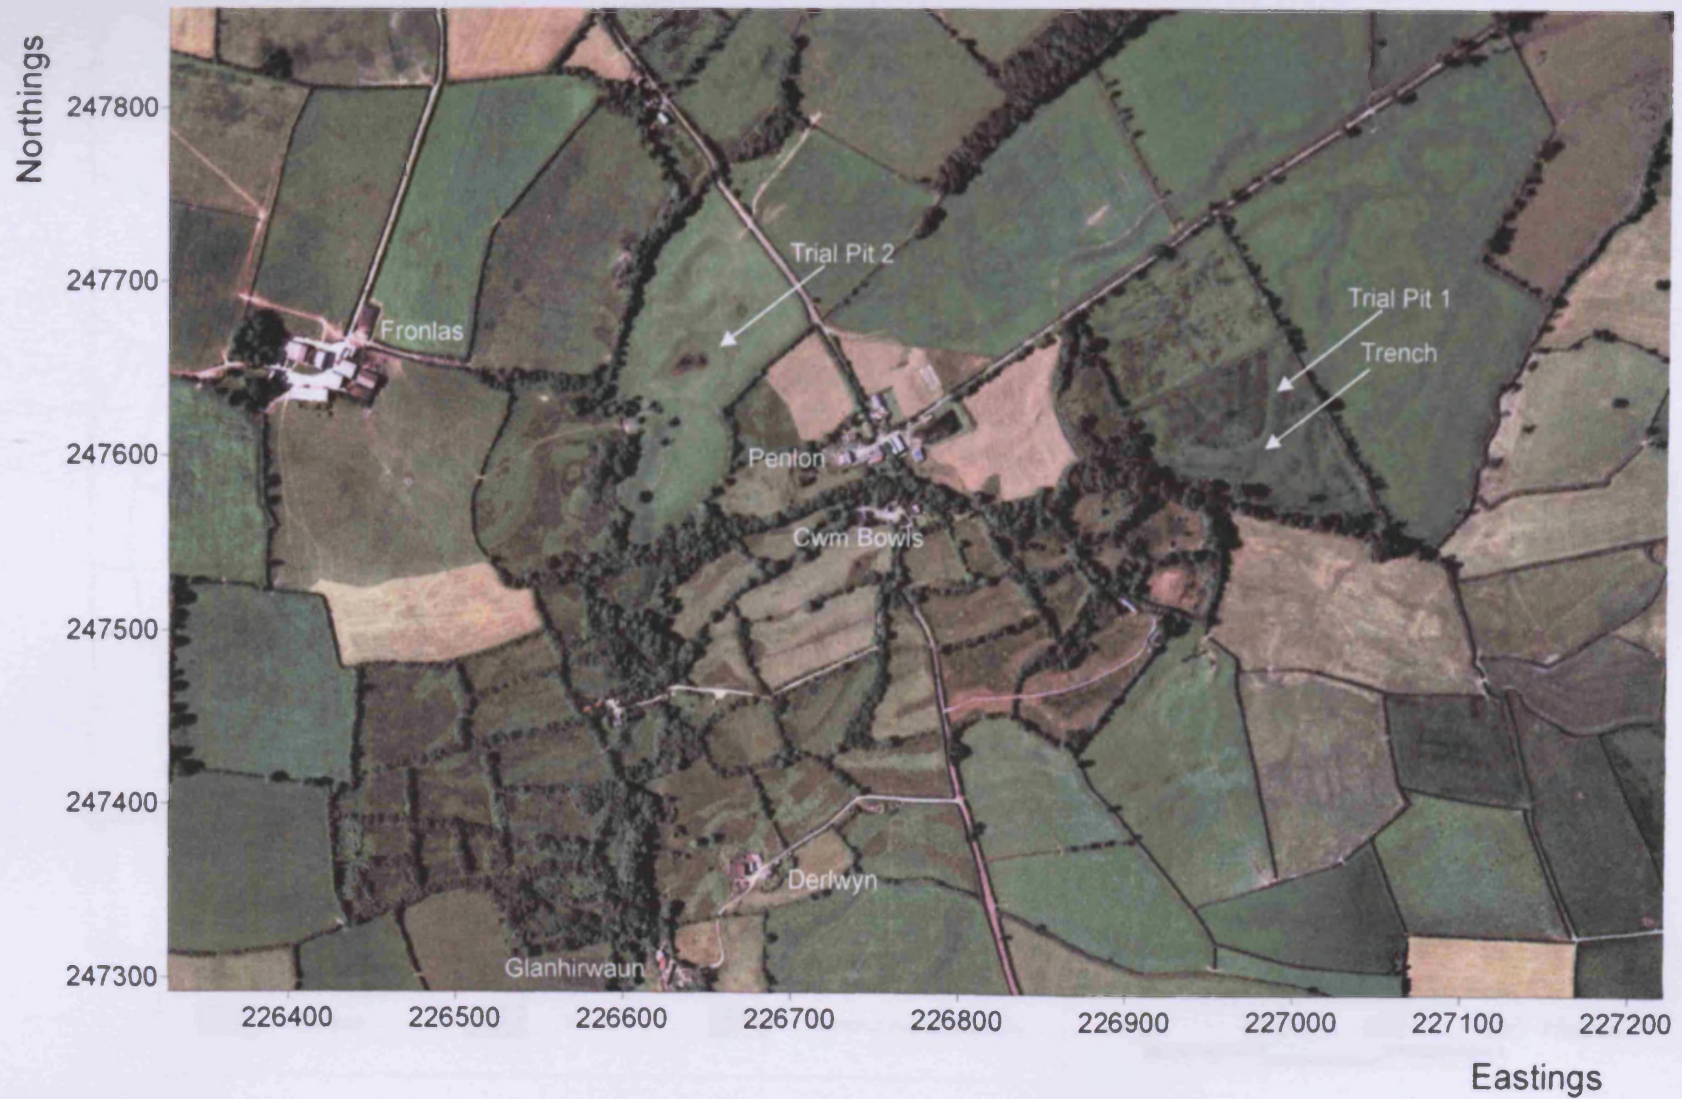 Northings
247800
247700
247600
247500
247400
247300
Trial Pit 2
Trial Pit 1
Trench
Fronlas
Penlon
Cwm Bowls
Derlwyn
Glanhirwaun
226400 226500 226600 226700 226800 226900 227000 227100 227200
Eastings